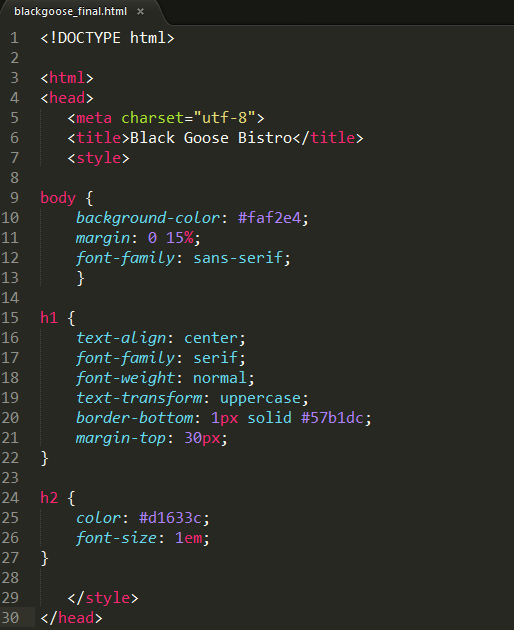 blackgoose_final.html ×
1 <!DOCTYPE html>
2
3 <html>
4 <head>
5    <meta charset="utf-8">
6    <title>Black Goose Bistro</title>
7    <style>
8
9 body {
10     background-color: #faf2e4;
11     margin: 0 15%;
12     font-family: sans-serif;
13     }
14
15 h1 {
16     text-align: center;
17     font-family: serif;
18     font-weight: normal;
19     text-transform: uppercase;
20     border-bottom: 1px solid #57b1dc;
21     margin-top: 30px;
22 }
23
24 h2 {
25     color: #d1633c;
26     font-size: 1em;
27 }
28
29    </style>
30 </head>